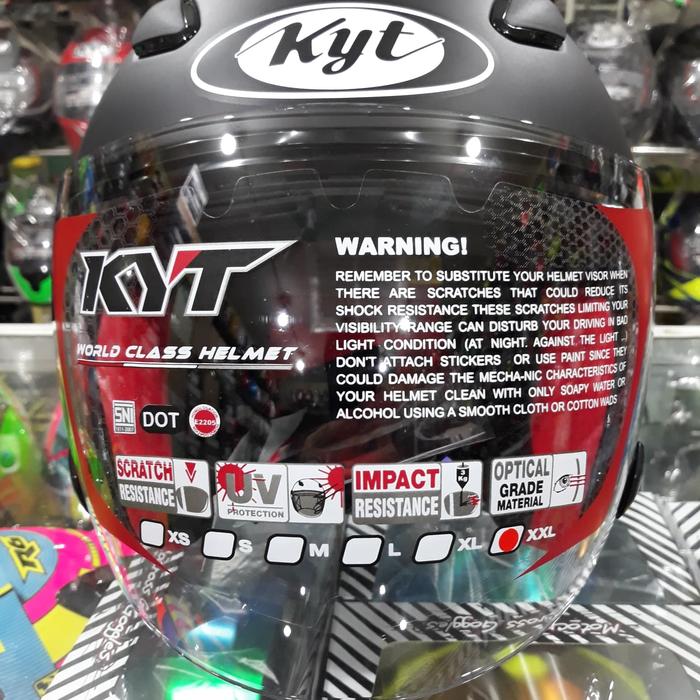 Kyt
KYT
WORLD CLASS HELMET
WARNING!
REMEMBER TO SUBSTITUTE YOUR HELMET VISOR WHEN
THERE ARE SCRATCHES THAT COULD REDUCE ITS
SHOCK RESISTANCE THESE SCRATCHES LIMITING YOUR
VISIBILITY RANGE CAN DISTURB YOUR DRIVING IN BAD
LIGHT CONDITION (AT NIGHT. AGAINST THE LIGHT ...)
DON'T ATTACH STICKERS OR USE PAINT SINCE THEY
COULD DAMAGE THE MECHA-NIC CHARACTERISTICS OF
YOUR HELMET CLEAN WITH ONLY SOAPY WATER OR
ALCOHOL USING A SMOOTH CLOTH OR COTTON WADS
SNI
DOT
E2205
SCRATCH
RESISTANCE
UV
PROTECTION
IMPACT
RESISTANCE
Kg
OPTICAL
GRADE
MATERIAL
XS S M L XL XXL
Goggles